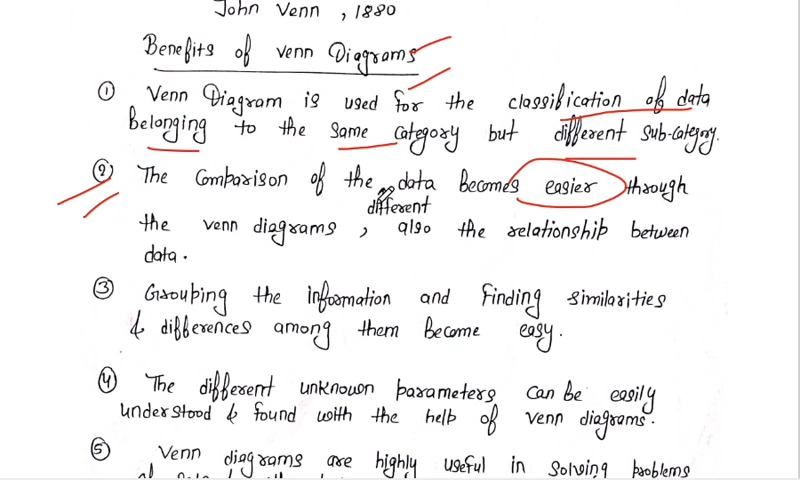 John Venn , 1880
Benefits of venn Diagrams
① Venn Diagram is used for the classification of data
belonging to the same category but different sub-category.
② The comparison of the data becomes easier through
different
the venn diagrams , also the relationship between
data.
③ Grouping the information and finding similarities
& differences among them become easy.
④ The different unknown parameters can be easily
understood & found with the help of venn diagrams.
⑤ Venn diagrams are highly useful in solving problems